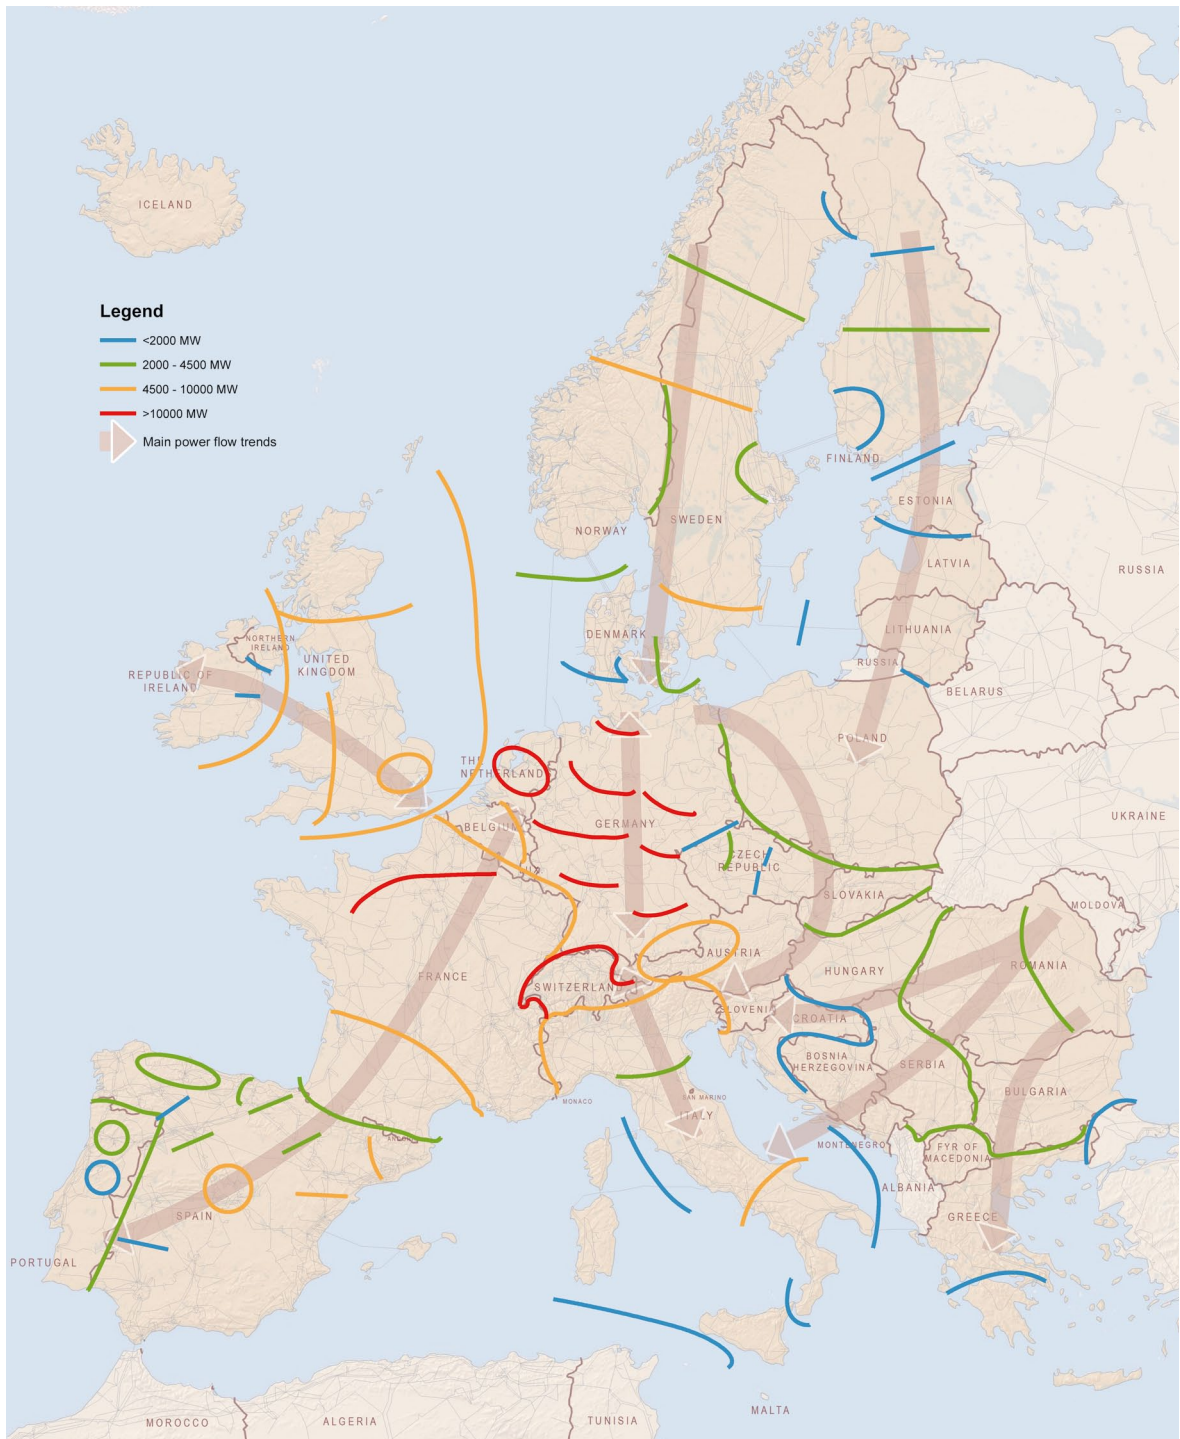 ICELAND
Legend
<2000 MW
2000 - 4500 MW
4500 - 10000 MW
>10000 MW
Main power flow trends
FINLAND
ESTONIA
NORWAY
SWEDEN
LATVIA
RUSSIA
LITHUANIA
DENMARK
NORTHERN
IRELAND
UNITED
KINGDOM
REPUBLIC OF
IRELAND
RUSSIA
BELARUS
POLAND
THE
NETHERLANDS
UKRAINE
BELGIUM
GERMANY
CZECH
REPUBLIC
SLOVAKIA
MOLDOVA
AUSTRIA
FRANCE
SWITZERLAND
HUNGARY
ROMANIA
SLOVENI
CROATIA
BOSNIA
HERZEGOVINA
SERBIA
BULGARIA
MONACO
SAN MARINO
ITALY
MONTENEGRO
FYR OF
MACEDONIA
ALBANIA
GREECE
SPAIN
PORTUGAL
MALTA
MOROCCO
ALGERIA
TUNISIA